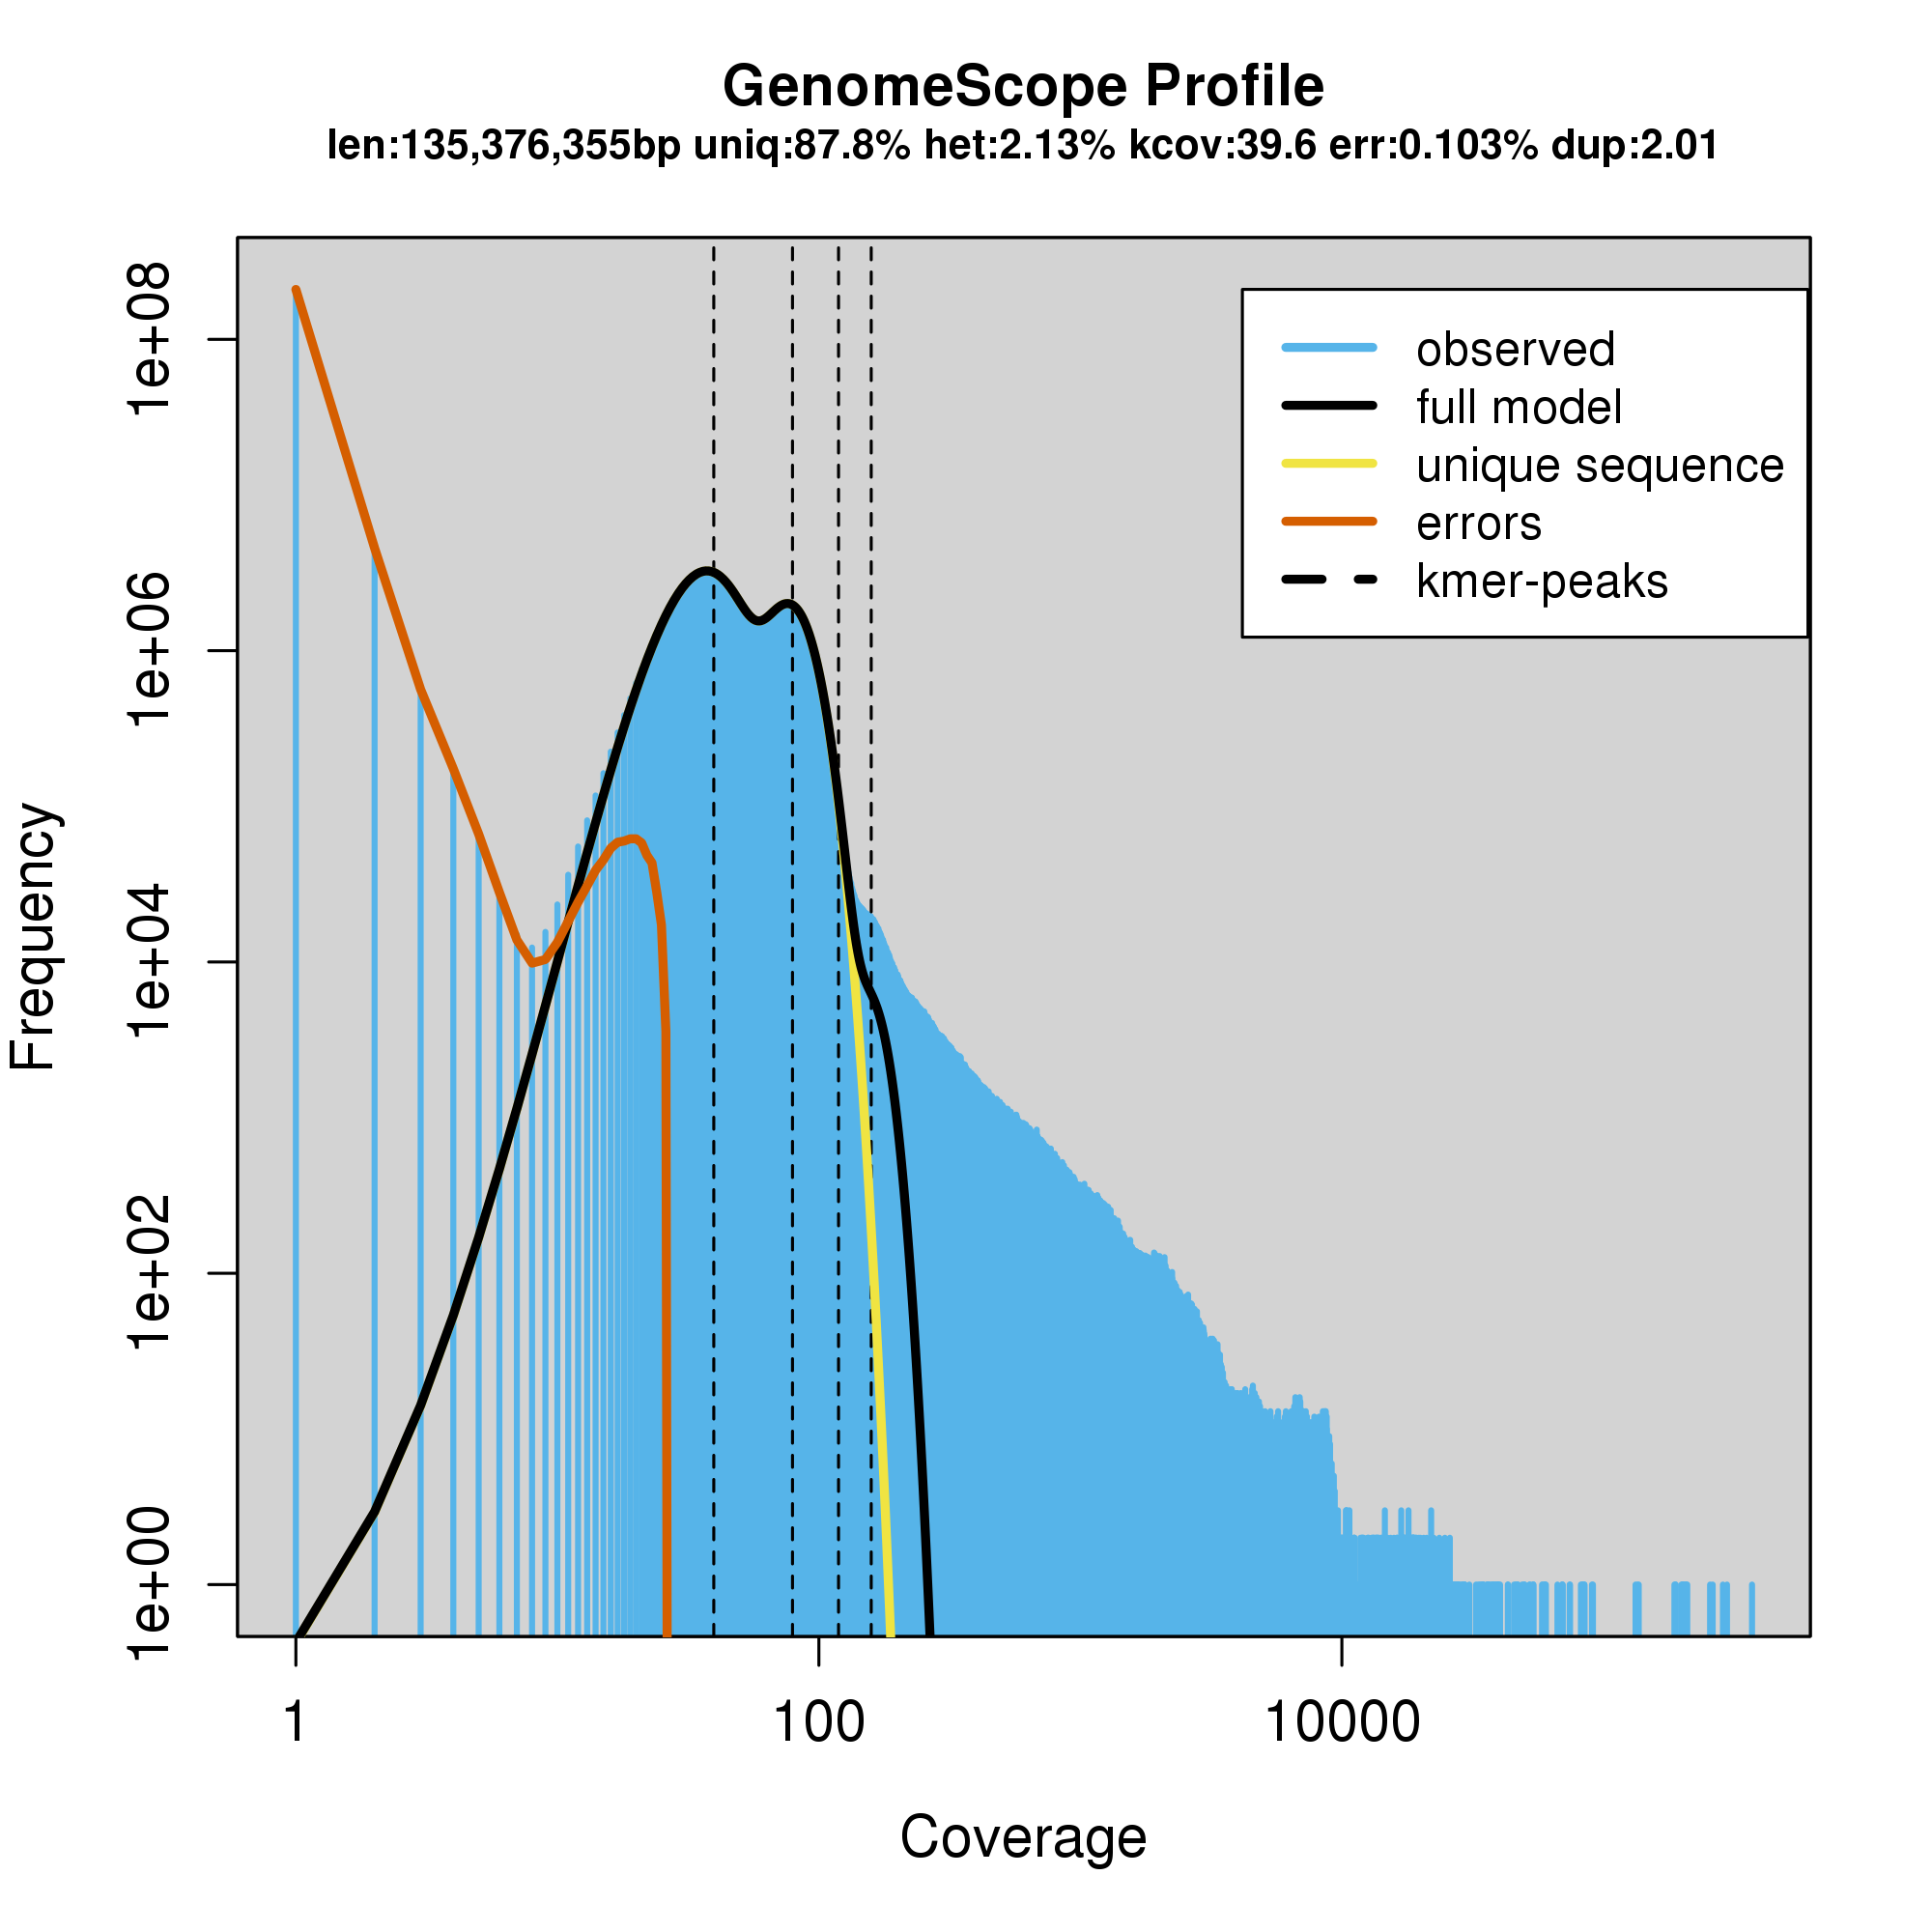 GenomeScope Profile
len:135,376,355bp uniq:87.8% het:2.13% kcov:39.6 err:0.103% dup:2.01
observed
full model
unique sequence
errors
kmer-peaks
Frequency
1e+08
1e+06
1e+04
1e+02
1e+00
1 100 10000
Coverage